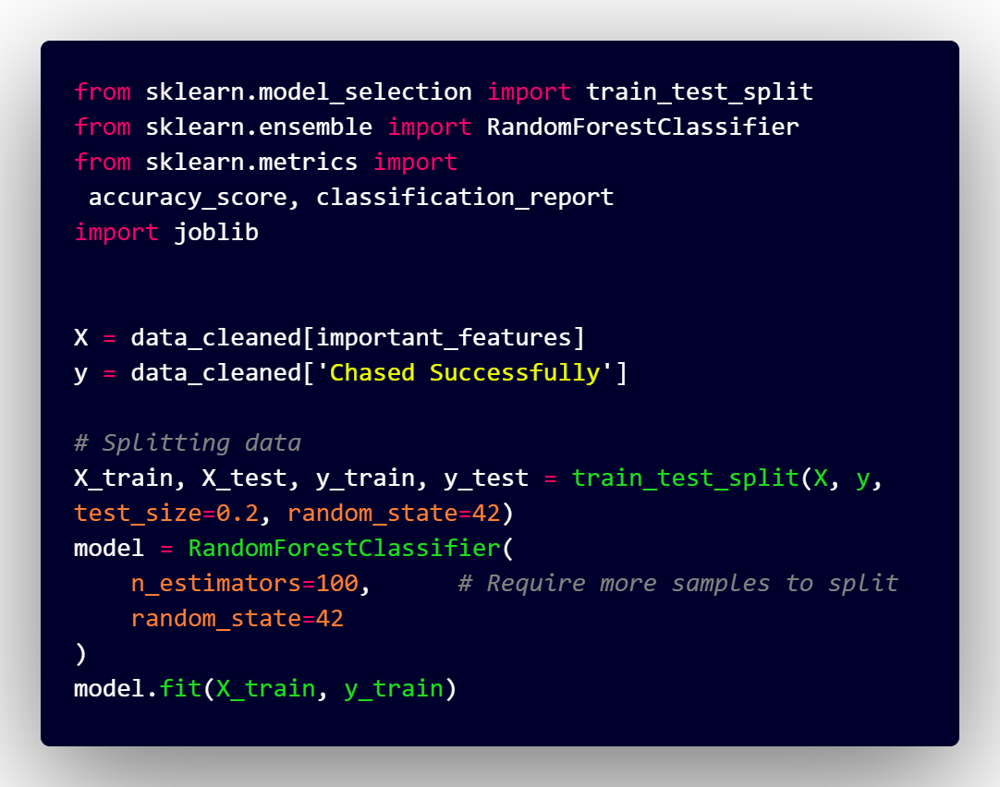 from sklearn.model_selection import train_test_split
from sklearn.ensemble import RandomForestClassifier
from sklearn.metrics import
 accuracy_score, classification_report
import joblib
X = data_cleaned[important_features]
y = data_cleaned['Chased Successfully']
# Splitting data
X_train, X_test, y_train, y_test = train_test_split(X, y,
test_size=0.2, random_state=42)
model = RandomForestClassifier(
    n_estimators=100,      # Require more samples to split
    random_state=42
)
model.fit(X_train, y_train)